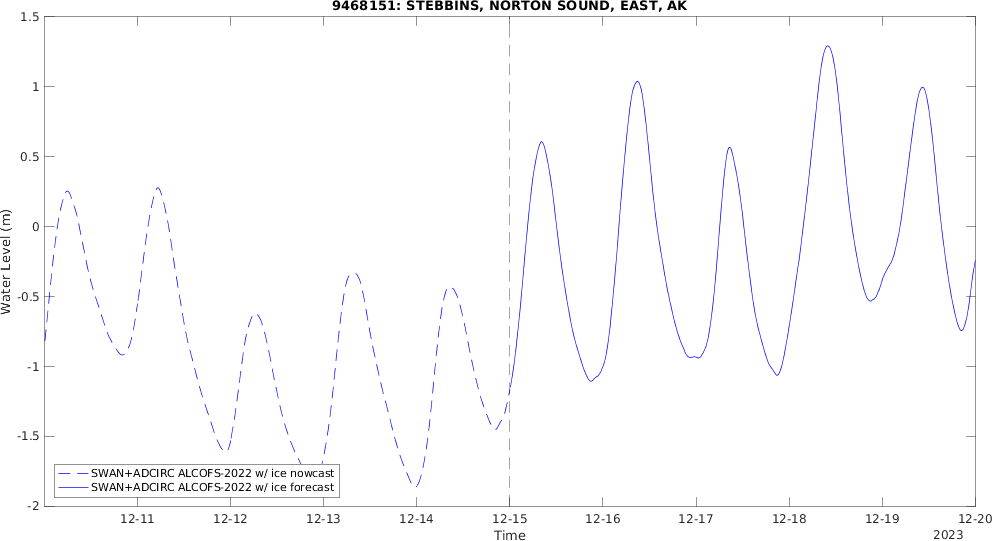 9468151: STEBBINS, NORTON SOUND, EAST, AK
1.5
1
0.5
0
-0.5
-1
-1.5
-2
Water Level (m)
SWAN+ADCIRC ALCOFS-2022 w/ ice nowcast
SWAN+ADCIRC ALCOFS-2022 w/ ice forecast
12-11 12-12 12-13 12-14 12-15 12-16 12-17 12-18 12-19 12-20
Time
2023